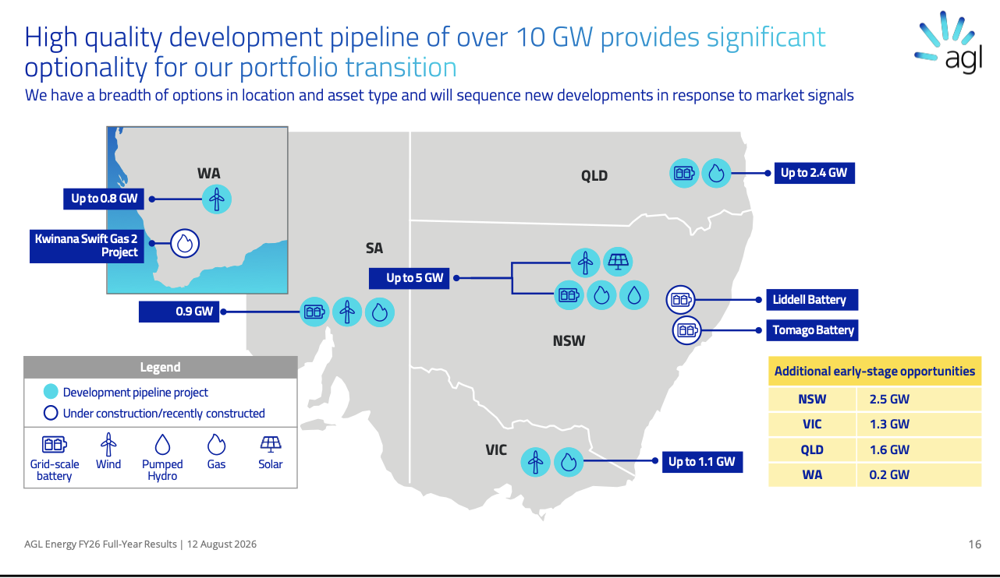 High quality development pipeline of over 10 GW provides significant
optionality for our portfolio transition
agl
We have a breadth of options in location and asset type and will sequence new developments in response to market signals
WA
Up to 0.8 GW
Kwinana Swift Gas 2
Project
QLD
Up to 2.4 GW
SA
Up to 5 GW
0.9 GW
Liddell Battery
Tomago Battery
NSW
Legend
Development pipeline project
Under construction/recently constructed
Grid-scale
battery
Wind
Pumped
Hydro
Gas
Solar
VIC
Up to 1.1 GW
Additional early-stage opportunities
NSW 2.5 GW
VIC 1.3 GW
QLD 1.6 GW
WA 0.2 GW
AGL Energy FY26 Full-Year Results | 12 August 2026
16